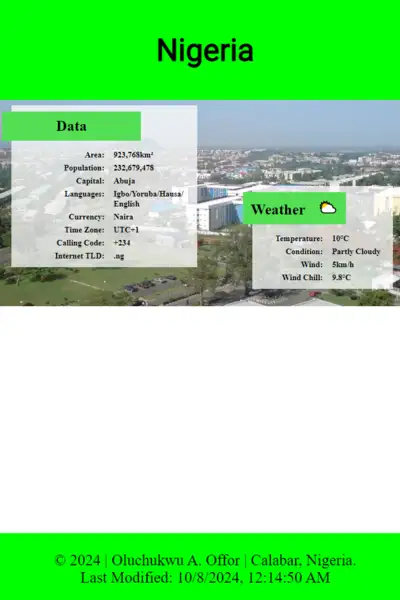 Nigeria
Data
Area: 923,768km²
Population: 232,679,478
Capital: Abuja
Languages: Igbo/Yoruba/Hausa/
English
Currency: Naira
Time Zone: UTC+1
Calling Code: +234
Internet TLD: .ng
Weather
Temperature: 10°C
Condition: Partly Cloudy
Wind: 5km/h
Wind Chill: 9.8°C
© 2024 | Oluchukwu A. Offor | Calabar, Nigeria.
Last Modified: 10/8/2024, 12:14:50 AM